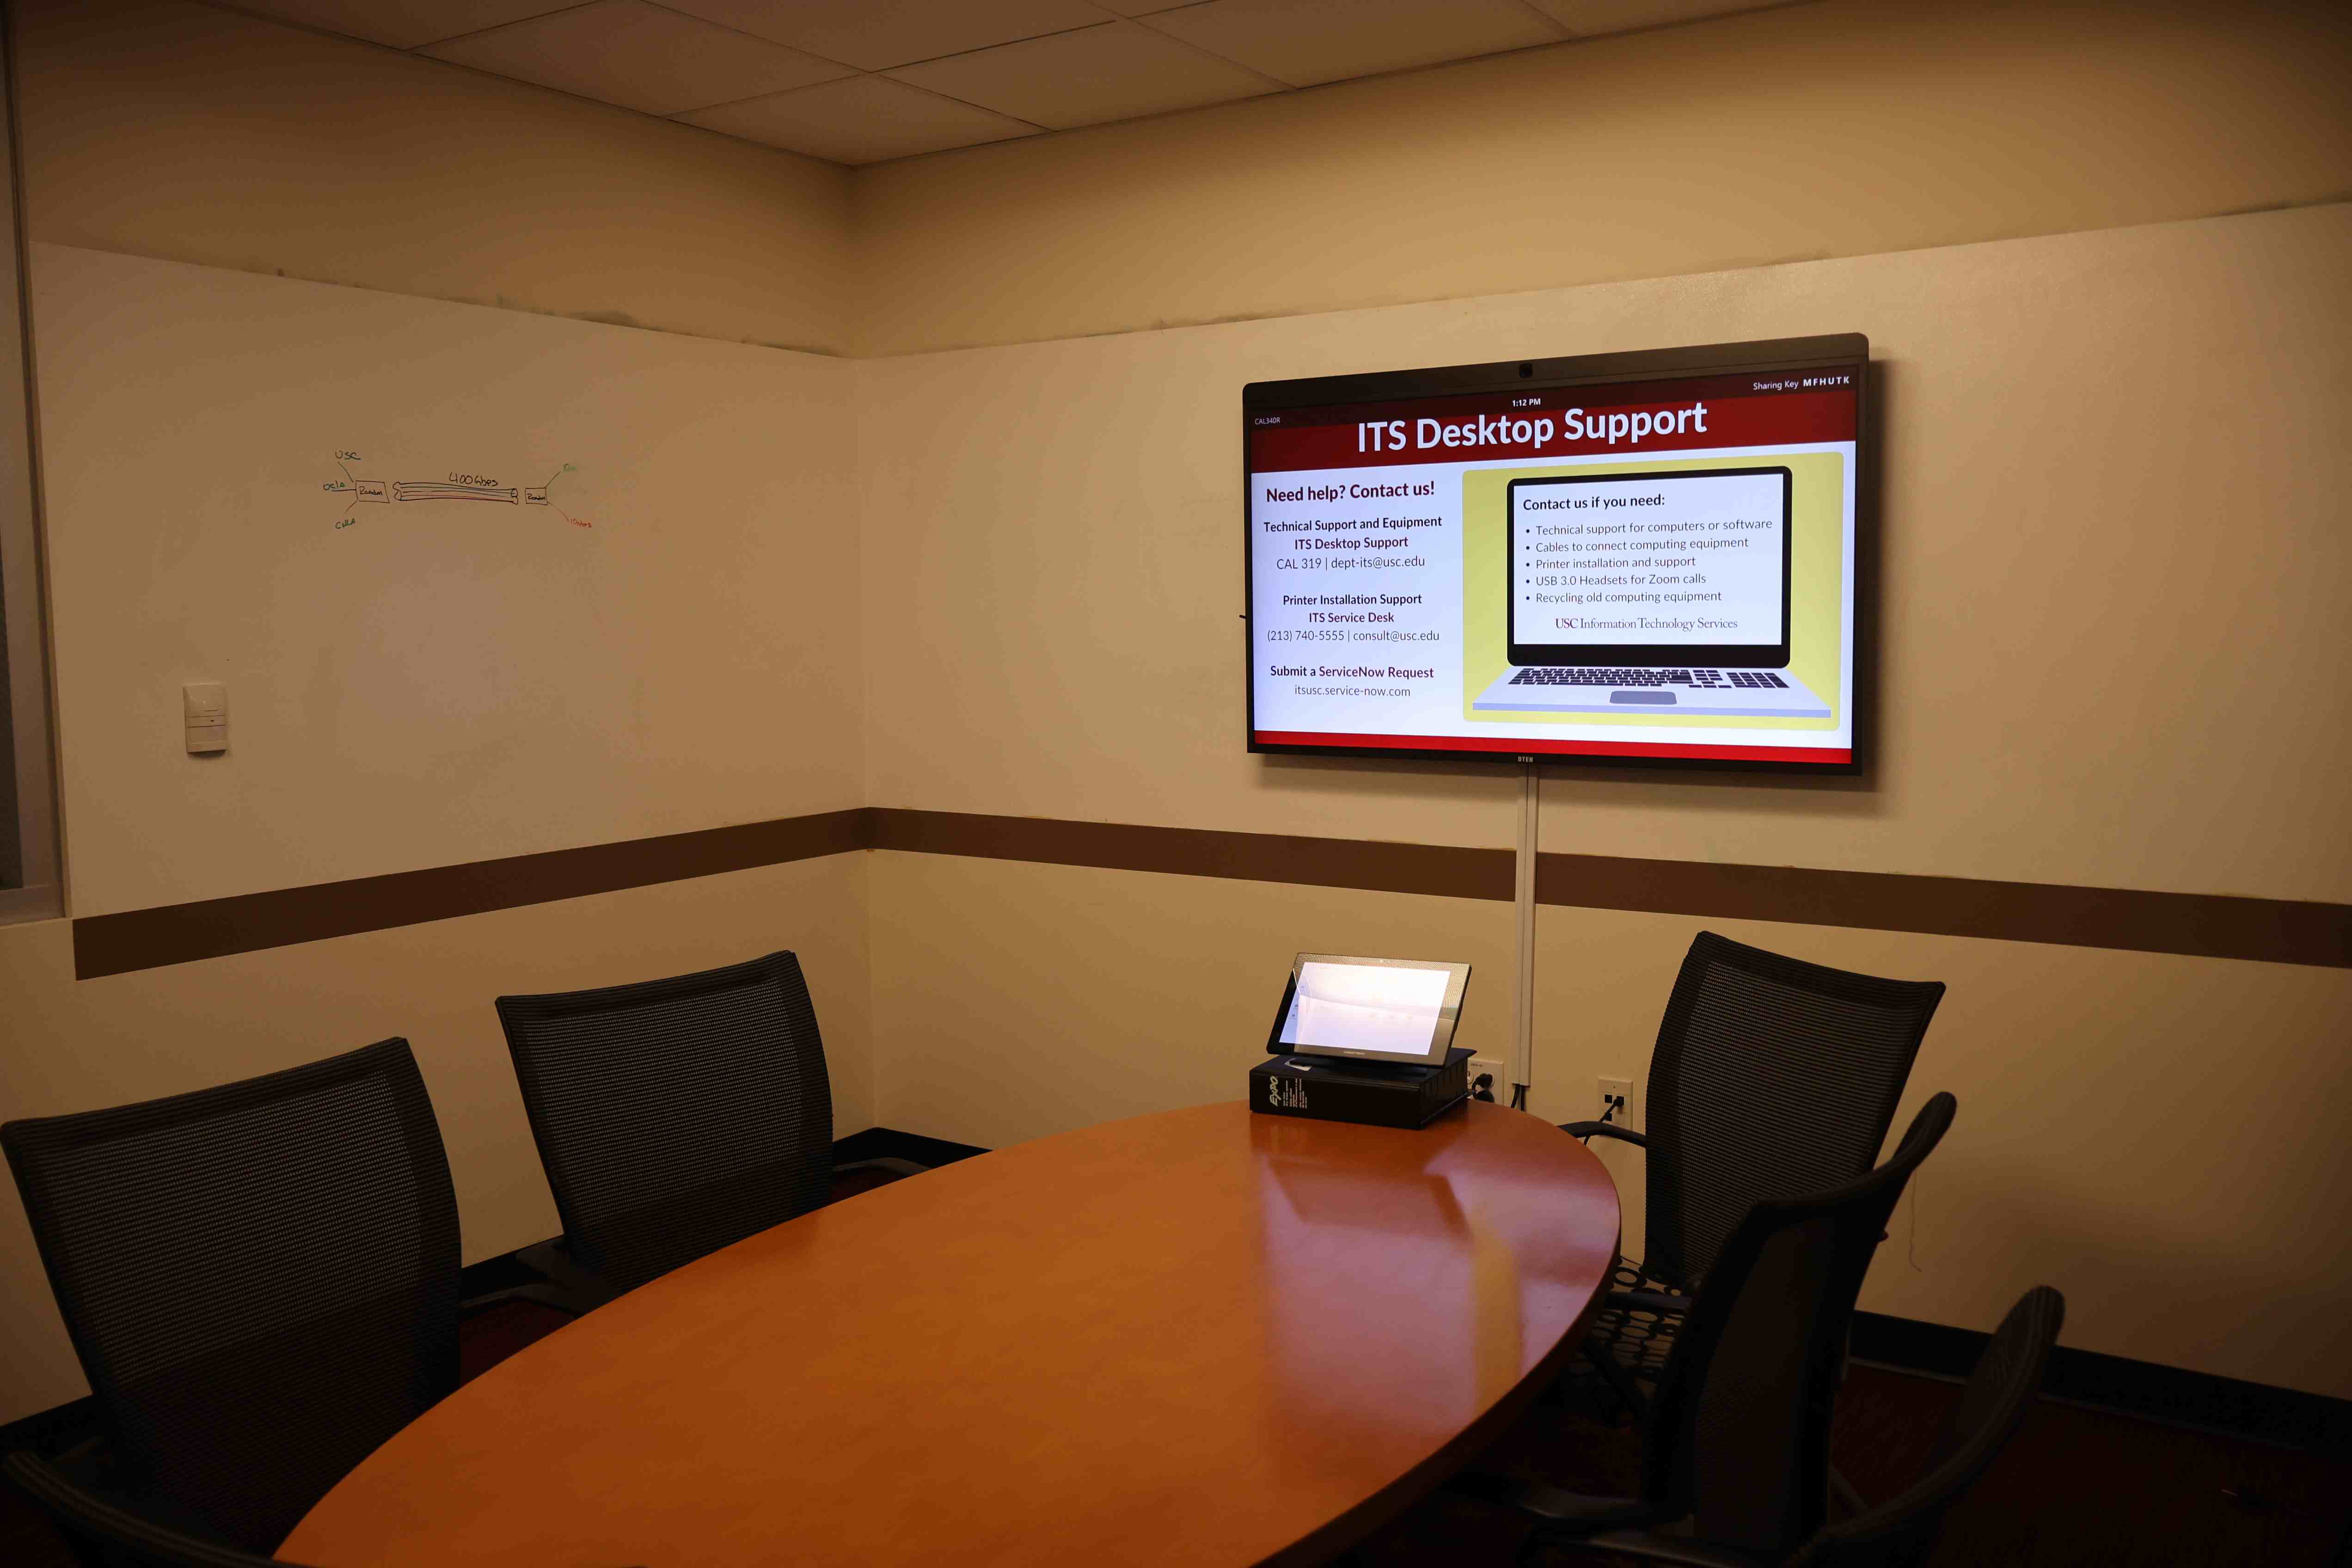 USC
400Gbps
CAL340R
1:12 PM
Sharing Key MFHUTK
ITS Desktop Support
Need help? Contact us!
Technical Support and Equipment
ITS Desktop Support
CAL 319 | dept-its@usc.edu
Printer Installation Support
ITS Service Desk
(213) 740-5555 | consult@usc.edu
Submit a ServiceNow Request
itsusc.service-now.com
Contact us if you need:
• Technical support for computers or software
• Cables to connect computing equipment
• Printer installation and support
• USB 3.0 Headsets for Zoom calls
• Recycling old computing equipment
USC Information Technology Services
DTEN
EXPO